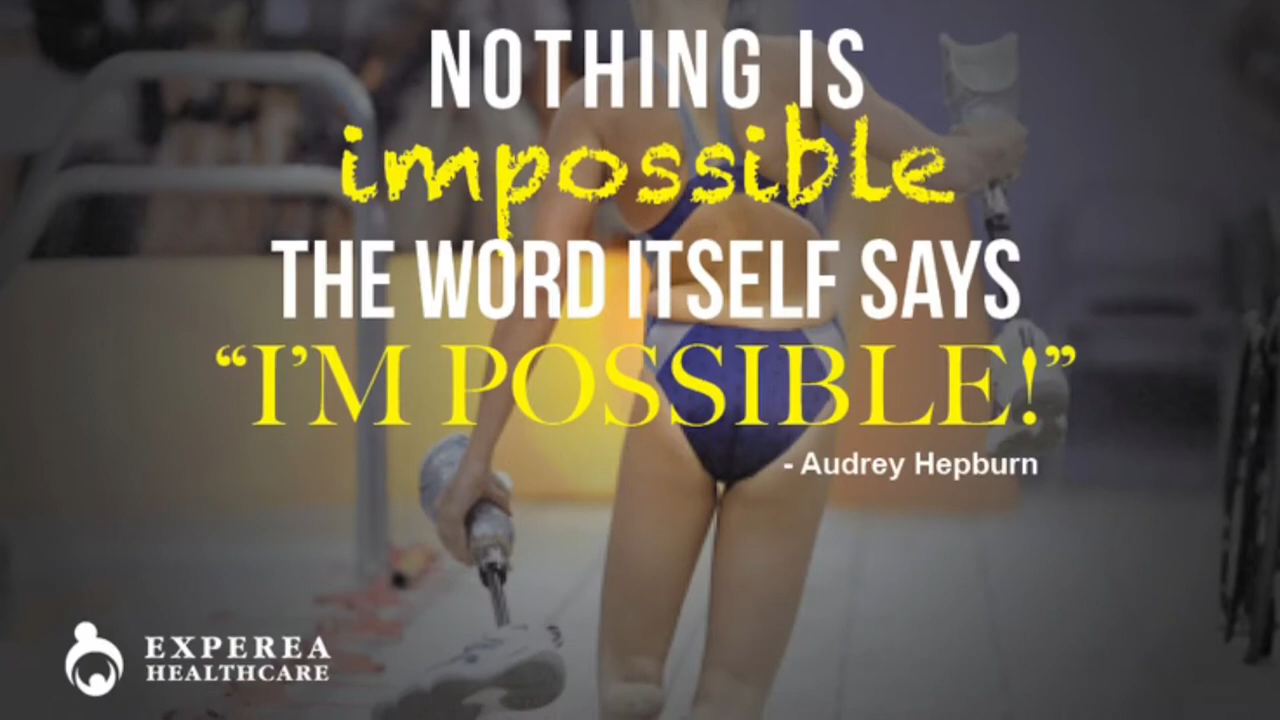 NOTHING IS
impossible
THE WORD ITSELF SAYS
“I’M POSSIBLE!”
- Audrey Hepburn
EXPEREA
HEALTHCARE